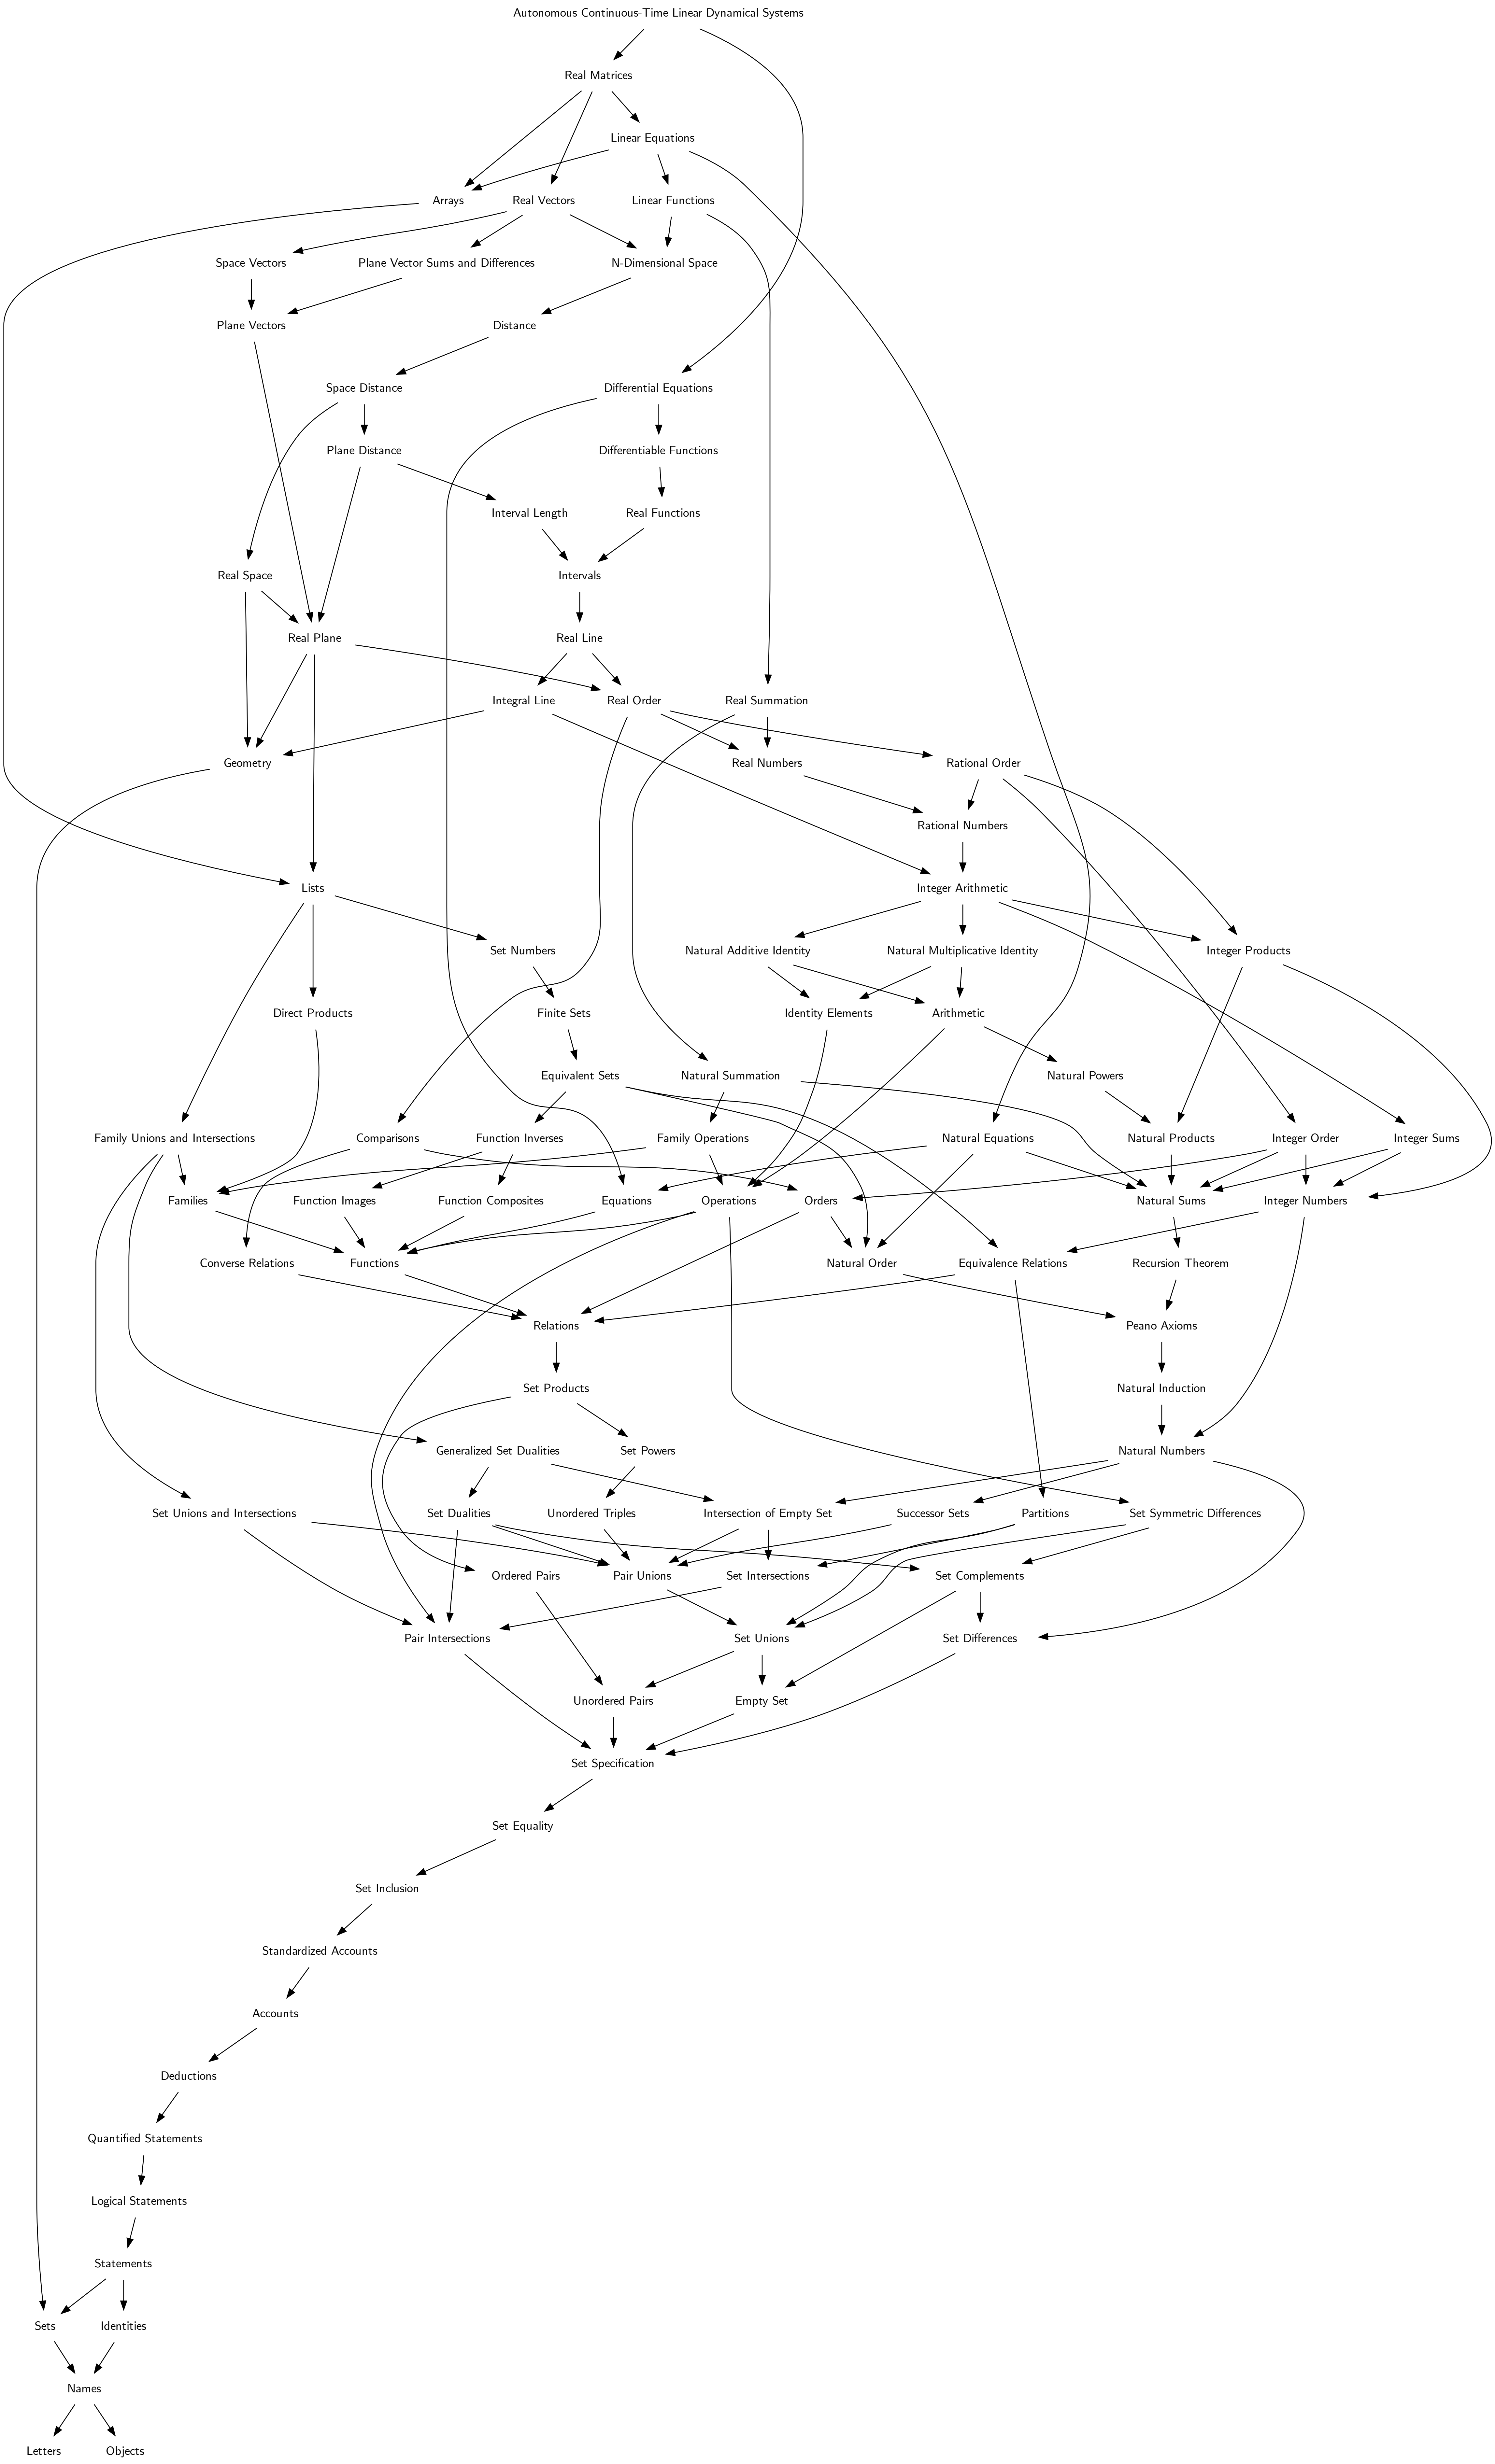 Autonomous Continuous-Time Linear Dynamical Systems
Real Matrices
Linear Equations
Arrays
Real Vectors
Linear Functions
Space Vectors
Plane Vector Sums and Differences
N-Dimensional Space
Plane Vectors
Distance
Space Distance
Differential Equations
Plane Distance
Differentiable Functions
Interval Length
Real Functions
Real Space
Intervals
Real Plane
Real Line
Integral Line
Real Order
Real Summation
Geometry
Real Numbers
Rational Order
Rational Numbers
Lists
Integer Arithmetic
Set Numbers
Natural Additive Identity
Natural Multiplicative Identity
Integer Products
Direct Products
Finite Sets
Identity Elements
Arithmetic
Equivalent Sets
Natural Summation
Natural Powers
Family Unions and Intersections
Comparisons
Function Inverses
Family Operations
Natural Equations
Natural Products
Integer Order
Integer Sums
Families
Function Images
Function Composites
Equations
Operations
Orders
Natural Sums
Integer Numbers
Converse Relations
Functions
Natural Order
Equivalence Relations
Recursion Theorem
Relations
Peano Axioms
Set Products
Natural Induction
Generalized Set Dualities
Set Powers
Natural Numbers
Set Unions and Intersections
Set Dualities
Unordered Triples
Intersection of Empty Set
Successor Sets
Partitions
Set Symmetric Differences
Ordered Pairs
Pair Unions
Set Intersections
Set Complements
Pair Intersections
Set Unions
Set Differences
Unordered Pairs
Empty Set
Set Specification
Set Equality
Set Inclusion
Standardized Accounts
Accounts
Deductions
Quantified Statements
Logical Statements
Statements
Sets
Identities
Names
Letters
Objects